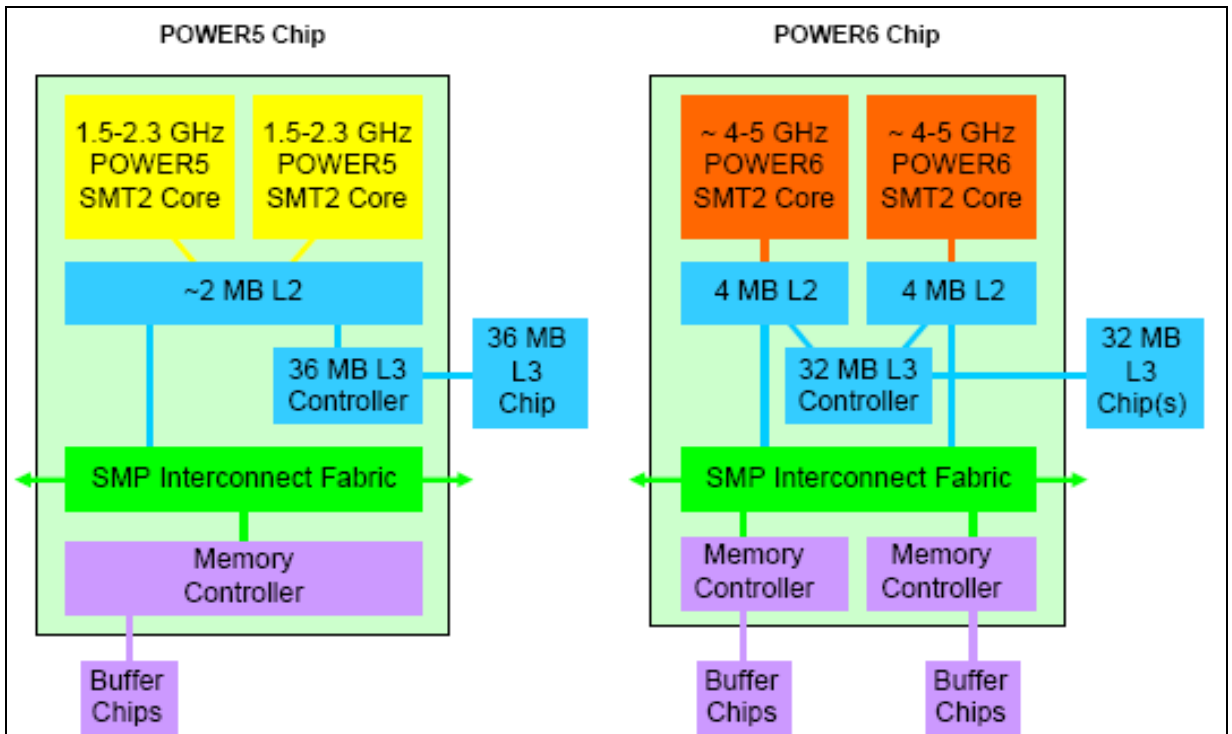 POWER5 Chip
1.5-2.3 GHz
POWER5
SMT2 Core
1.5-2.3 GHz
POWER5
SMT2 Core
~2 MB L2
36 MB L3
Controller
36 MB
L3
Chip
SMP Interconnect Fabric
Memory
Controller
Buffer
Chips
POWER6 Chip
~ 4-5 GHz
POWER6
SMT2 Core
~ 4-5 GHz
POWER6
SMT2 Core
4 MB L2
4 MB L2
32 MB L3
Controller
32 MB
L3
Chip(s)
SMP Interconnect Fabric
Memory
Controller
Memory
Controller
Buffer
Chips
Buffer
Chips